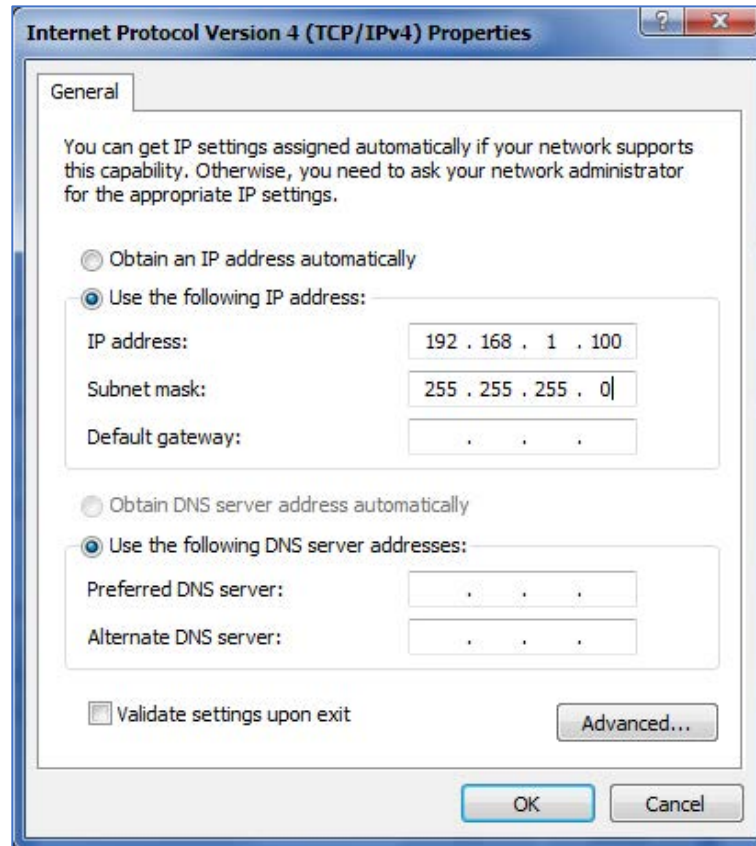 Internet Protocol Version 4 (TCP/IPv4) Properties
General
You can get IP settings assigned automatically if your network supports
this capability. Otherwise, you need to ask your network administrator
for the appropriate IP settings.
Obtain an IP address automatically
Use the following IP address:
IP address: 192 . 168 . 1 . 100
Subnet mask: 255 . 255 . 255 . 0
Default gateway: . . .
Obtain DNS server address automatically
Use the following DNS server addresses:
Preferred DNS server: . . .
Alternate DNS server: . . .
Validate settings upon exit
Advanced...
OK Cancel